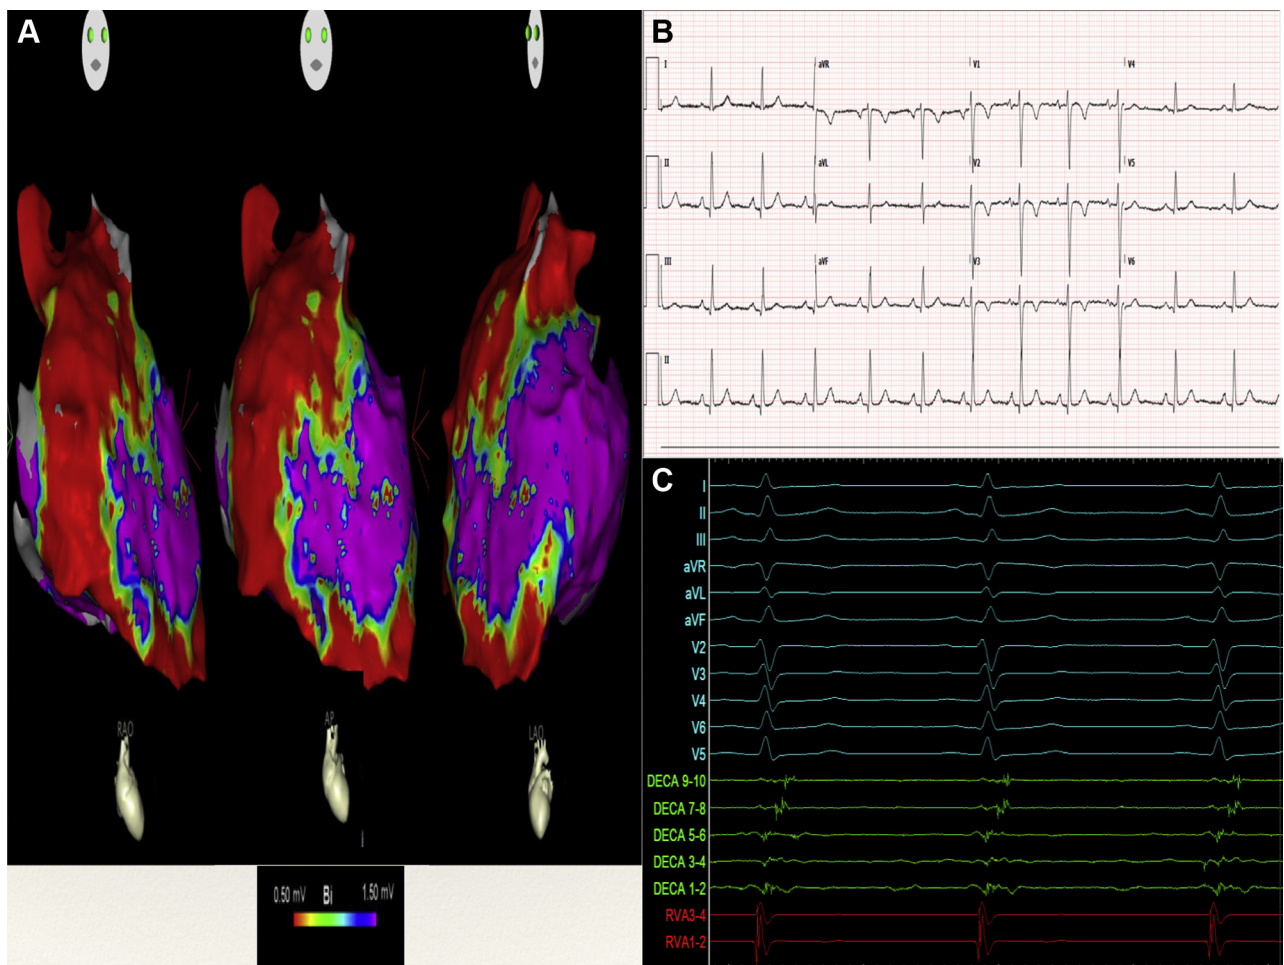 A
RAO
AP
LAO
0.50 mV Bi 1.50 mV
B
I aVR V1 V4
II aVL V2 V5
III aVF V3 V6
II
C
I
II
III
aVR
aVL
aVF
V2
V3
V4
V6
V5
DECA 9-10
DECA 7-8
DECA 5-6
DECA 3-4
DECA 1-2
RVA3-4
RVA1-2